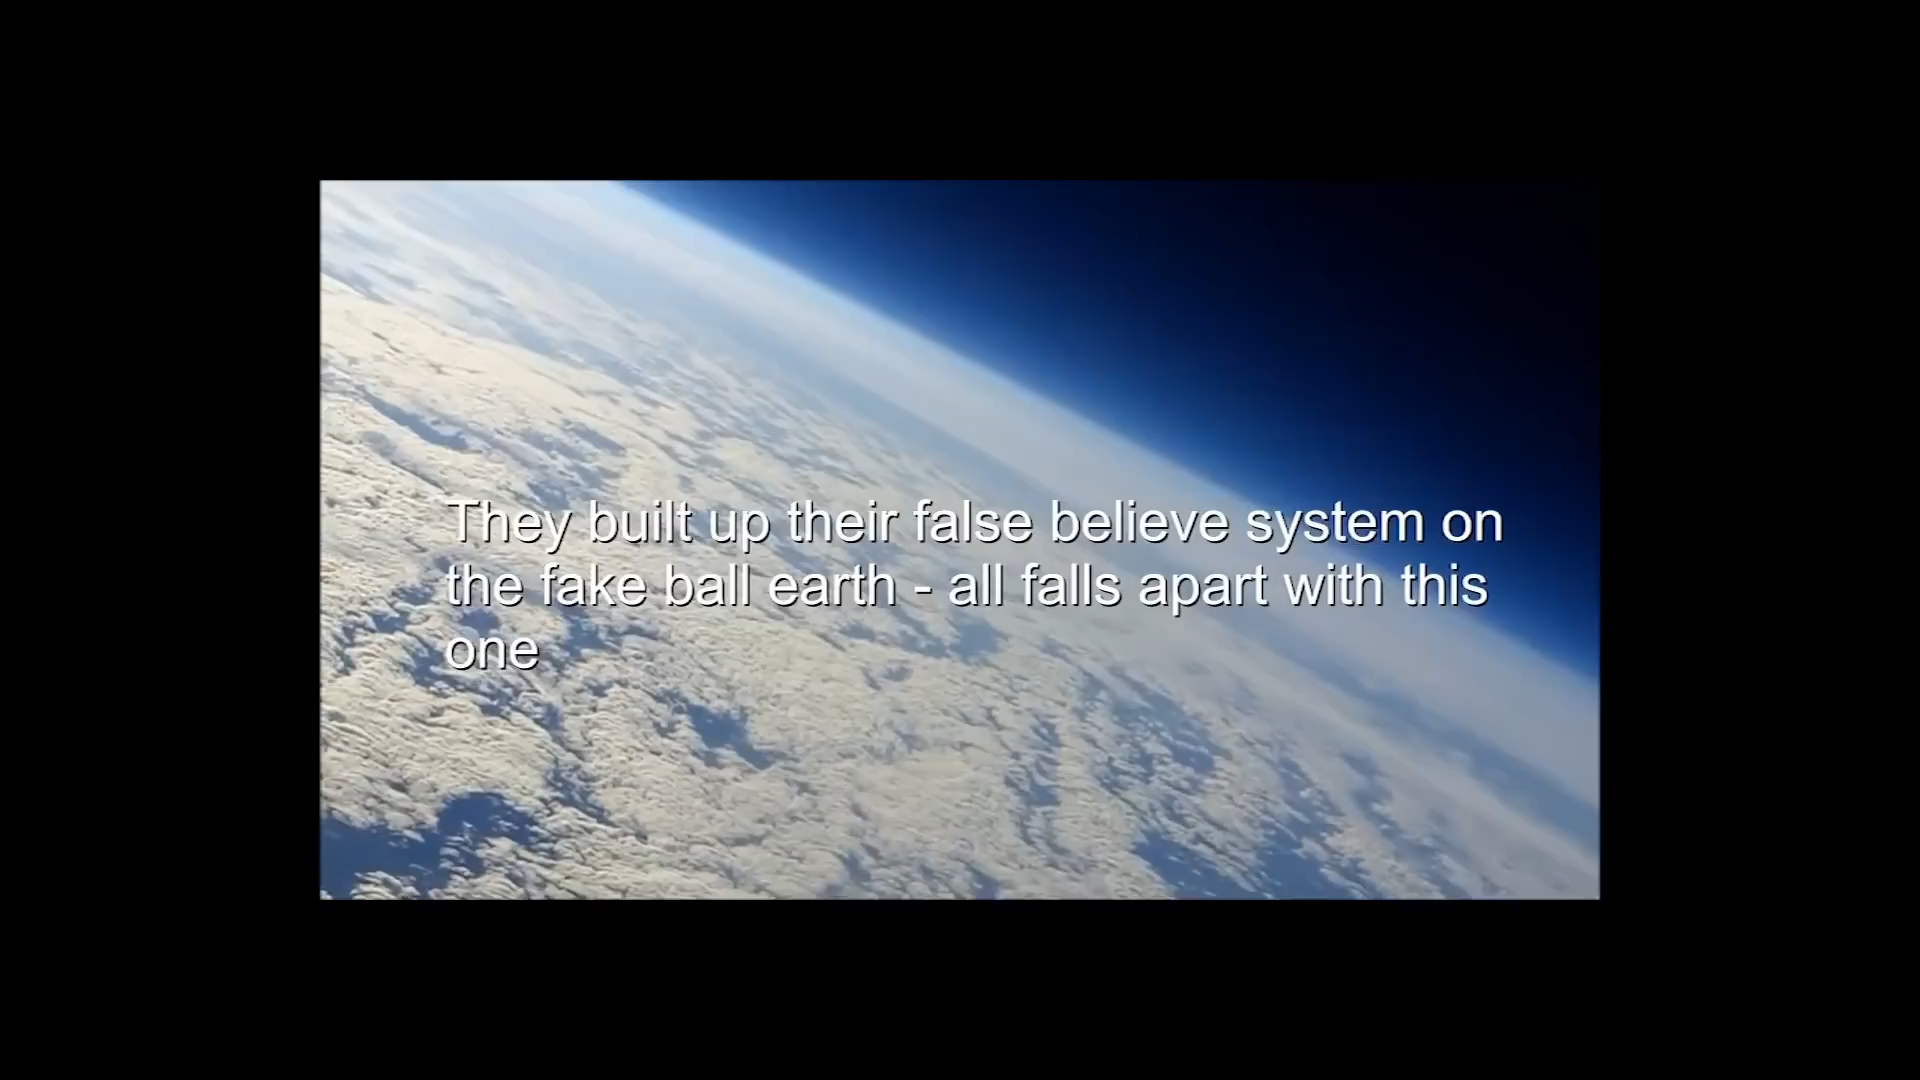 They built up their false believe system on
the fake ball earth - all falls apart with this
one